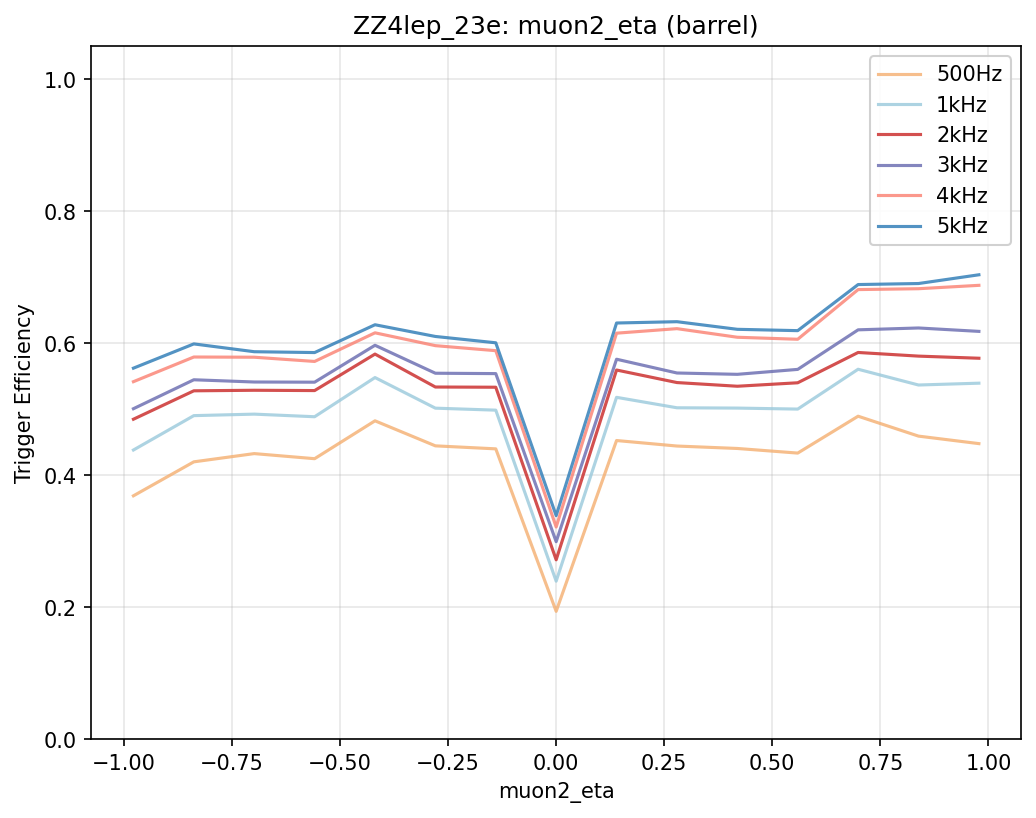 ZZ4lep_23e: muon2_eta (barrel)
Trigger Efficiency
1.0
0.8
0.6
0.4
0.2
0.0
500Hz
1kHz
2kHz
3kHz
4kHz
5kHz
−1.00 −0.75 −0.50 −0.25 0.00 0.25 0.50 0.75 1.00
muon2_eta